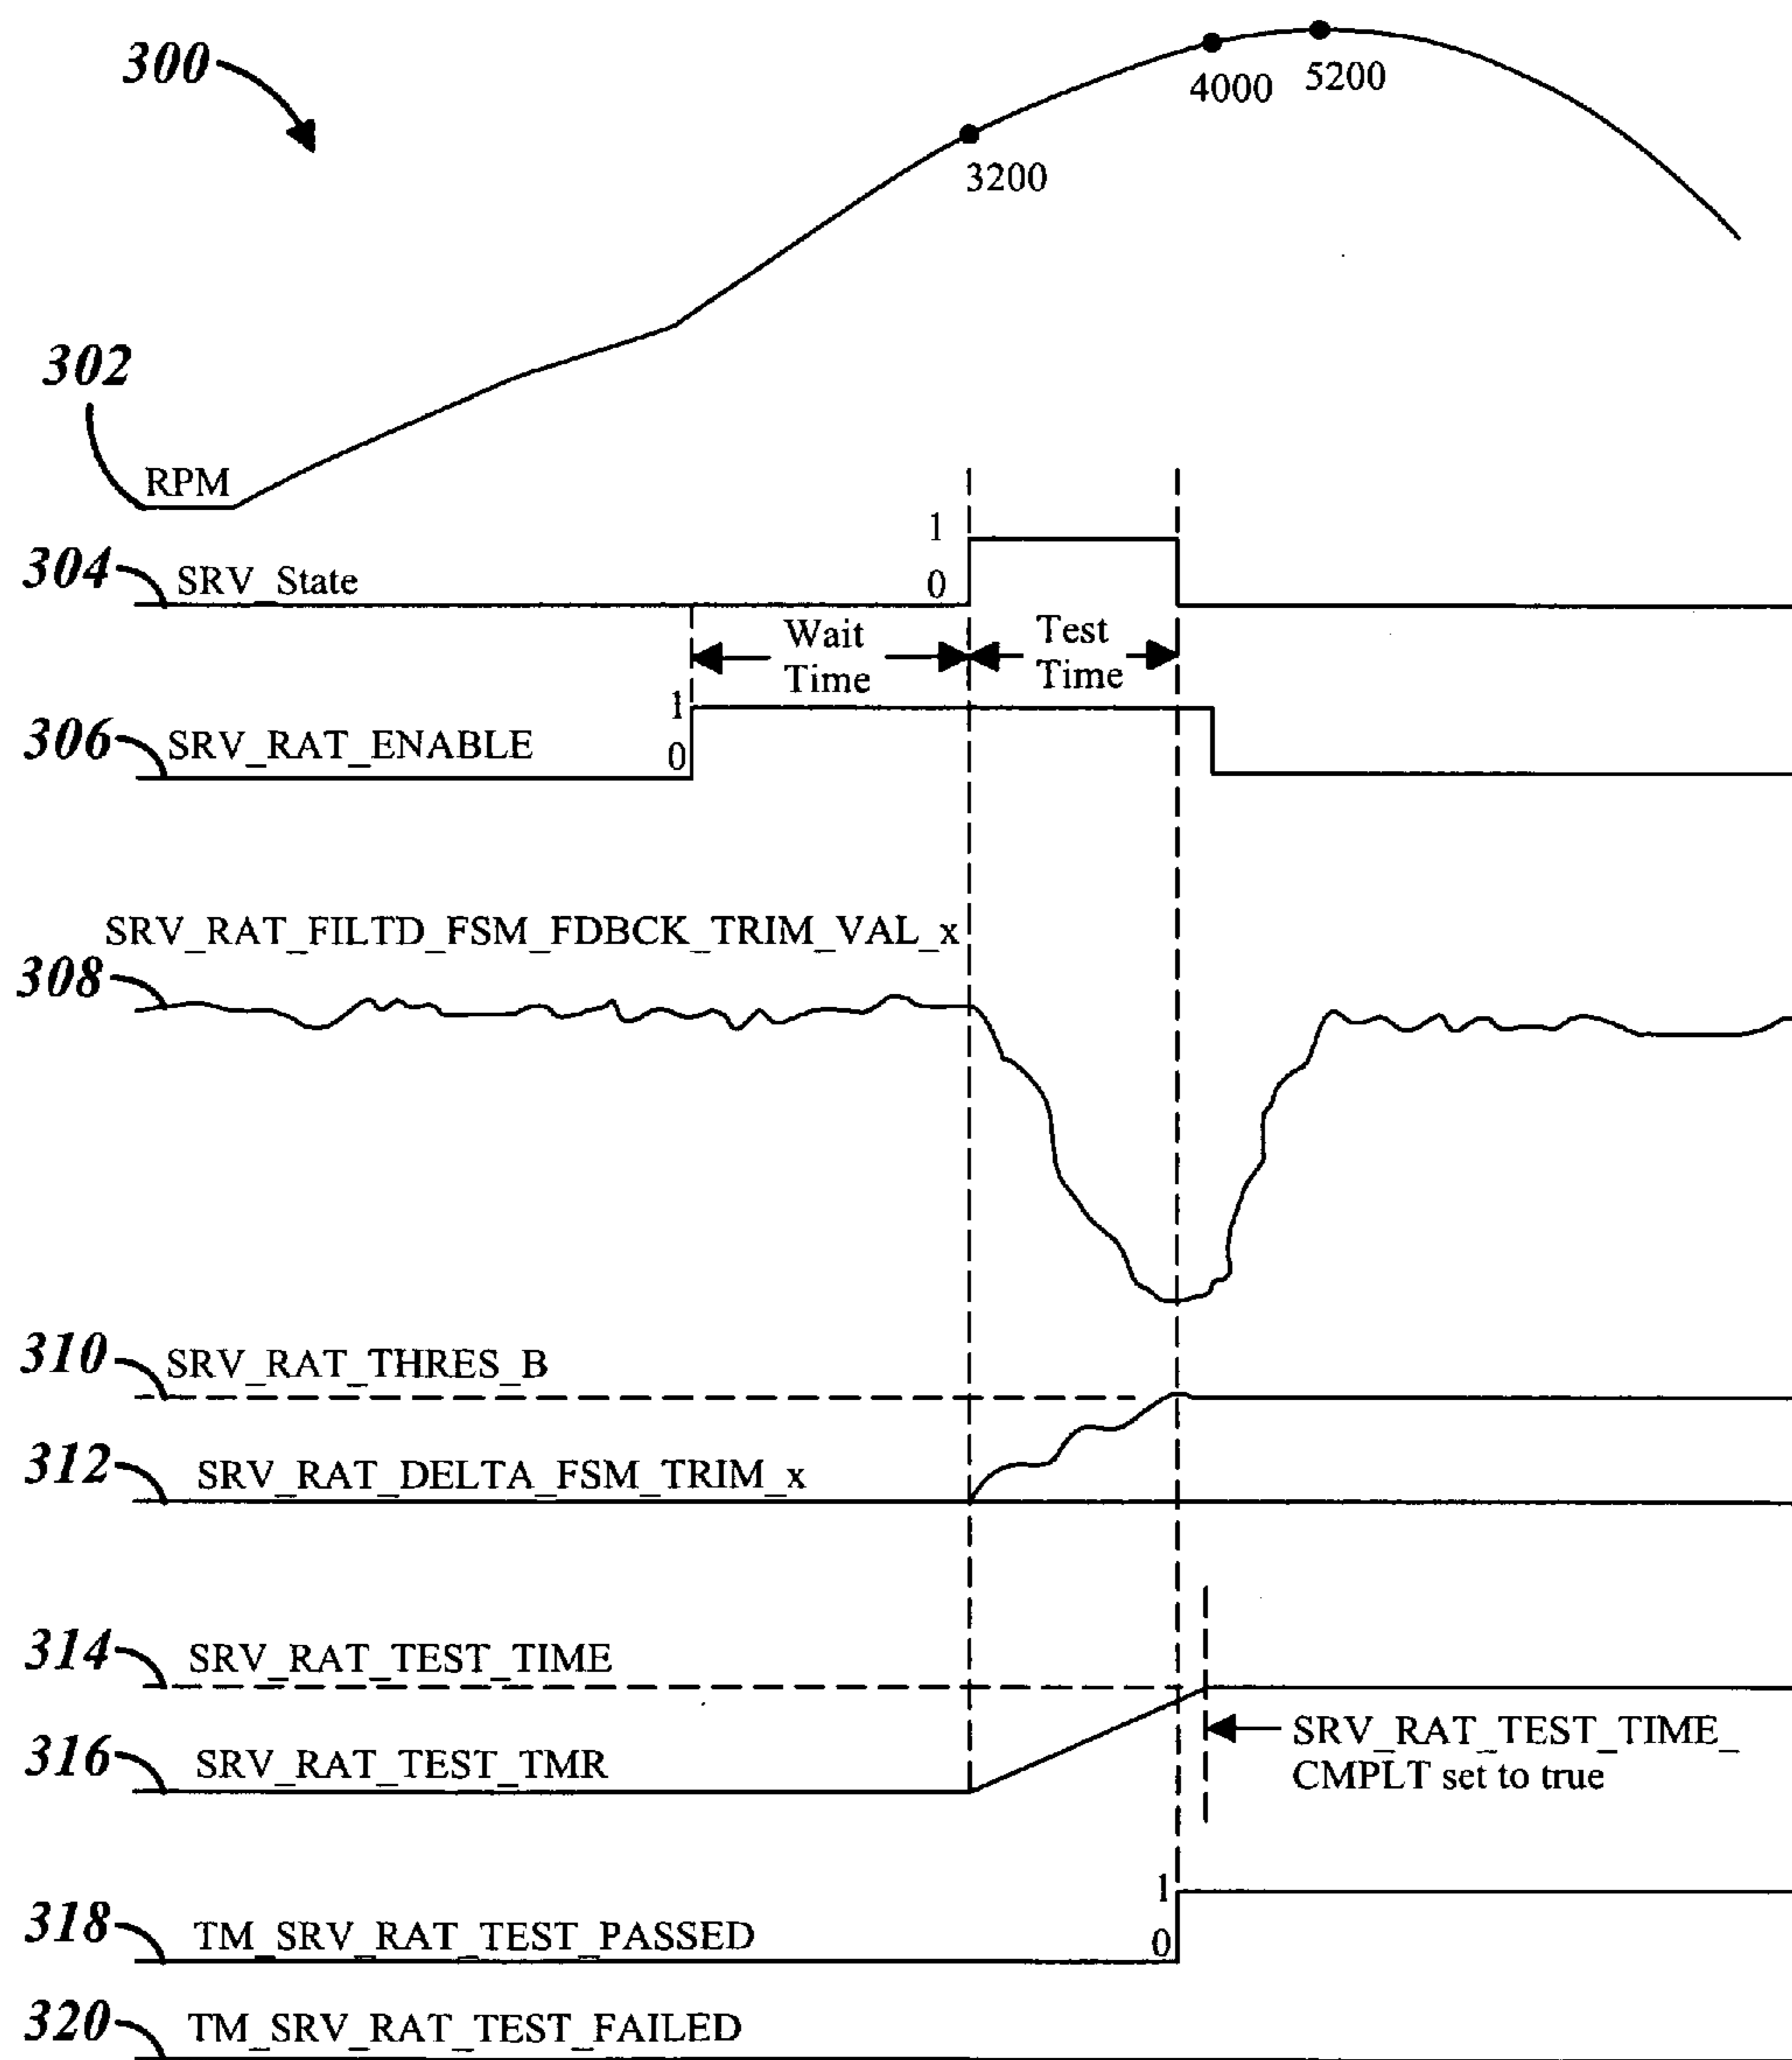 300
4000
5200
3200
302
RPM
304
SRV_State
1
0
Wait
Time
Test
Time
306
SRV_RAT_ENABLE
1
0
SRV_RAT_FILTD_FSM_FDBCK_TRIM_VAL_x
308
310
SRV_RAT_THRES_B
312
SRV_RAT_DELTA_FSM_TRIM_x
314
SRV_RAT_TEST_TIME
316
SRV_RAT_TEST_TMR
SRV_RAT_TEST_TIME_
CMPLT set to true
318
TM_SRV_RAT_TEST_PASSED
1
0
320
TM_SRV_RAT_TEST_FAILED